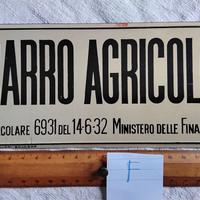 ARRO AGRICOL
COLARE 6931 DEL 14·6·32 MINISTERO DELLE FINA
F